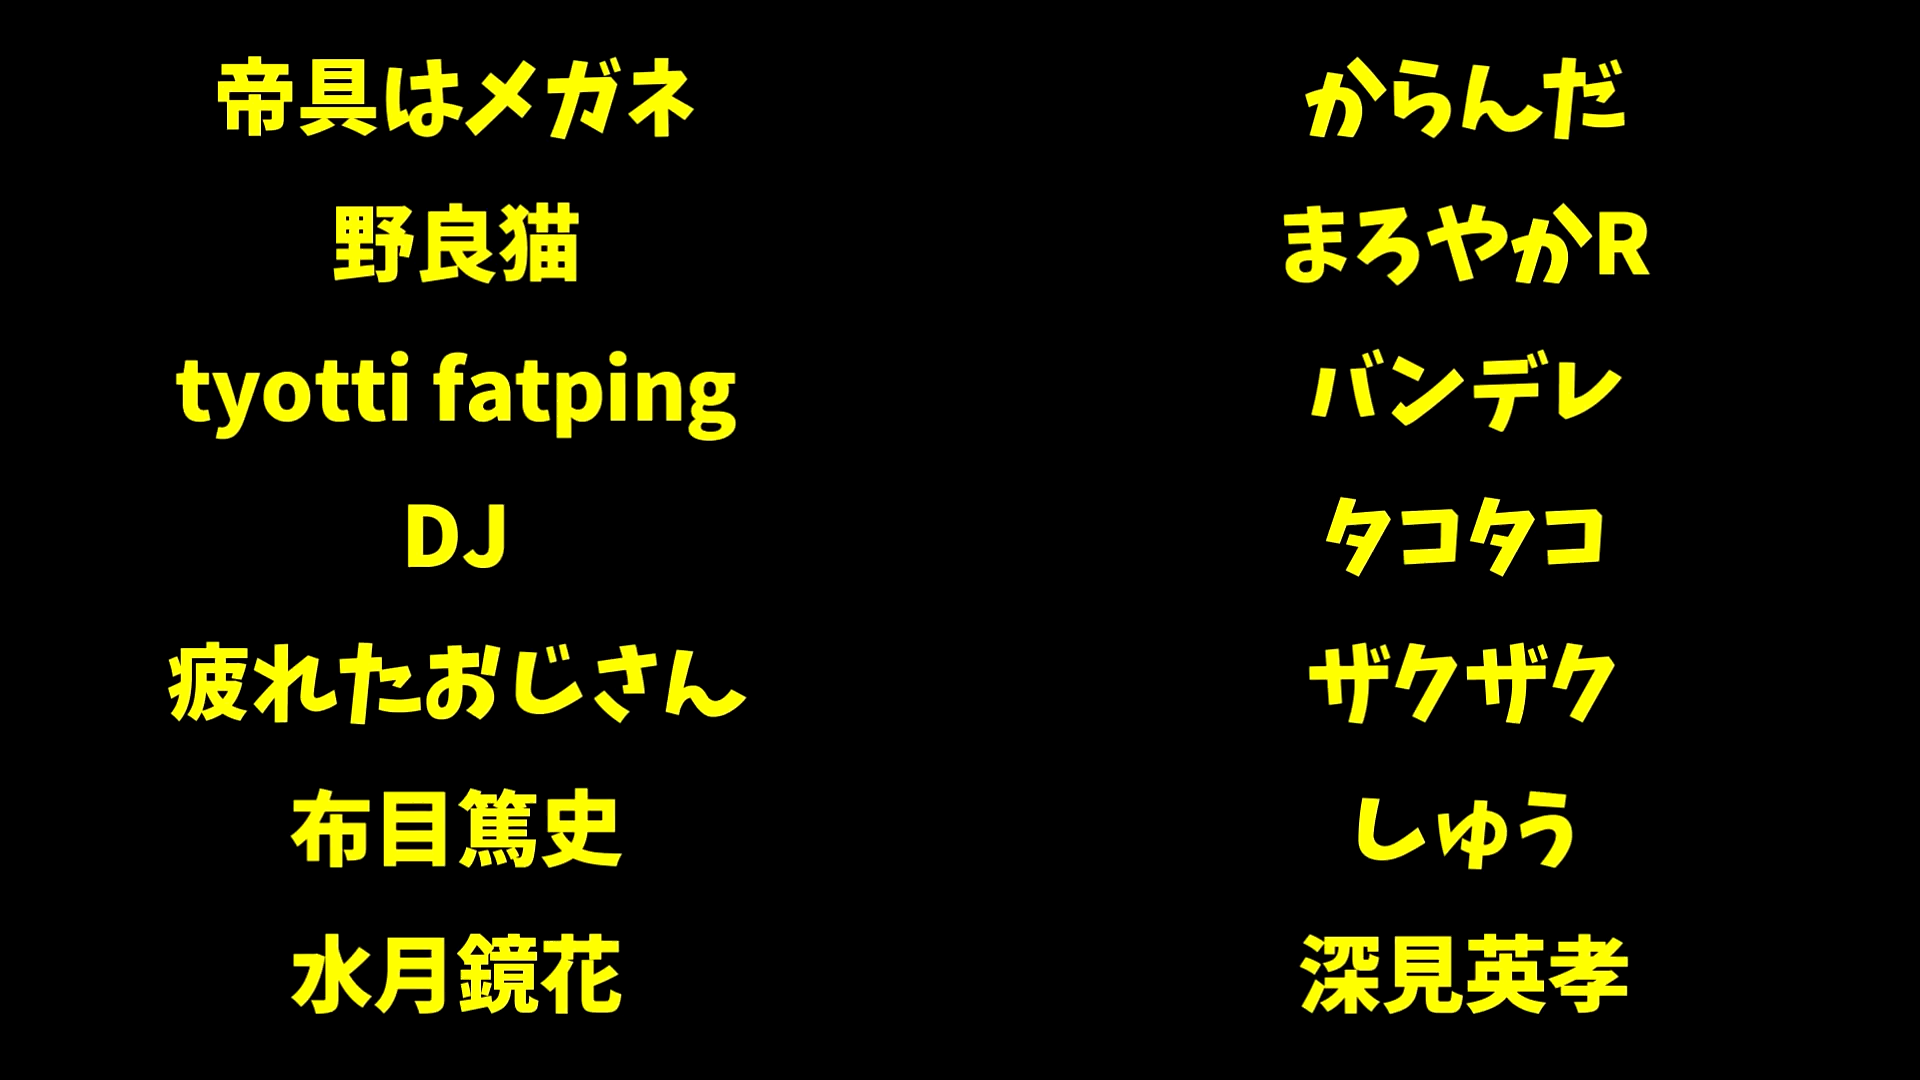 帝具はメガネ
からんだ
野良猫
まろやかR
tyotti fatping
バンデレ
DJ
タコタコ
疲れたおじさん
ザクザク
布目篤史
しゅう
水月鏡花
深見英孝